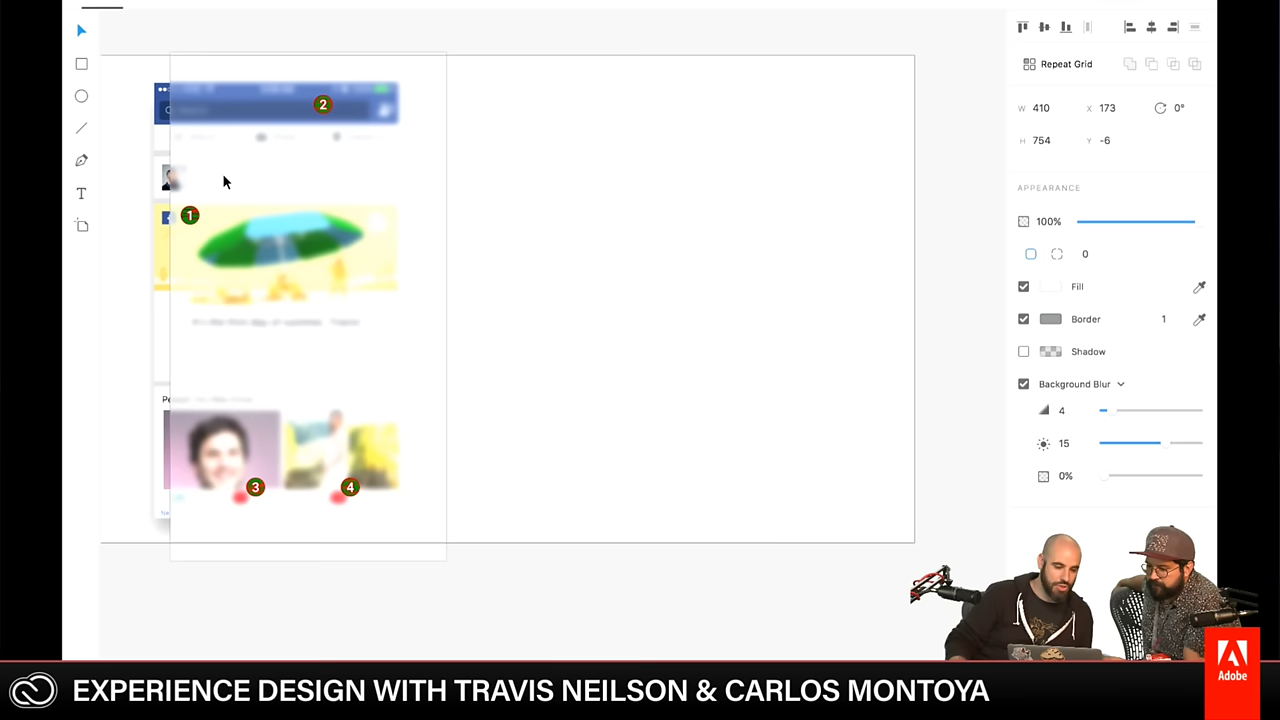 2
1
3
4
Repeat Grid
W 410 X 173 0°
H 754 Y -6
APPEARANCE
100%
0
Fill
Border 1
Shadow
Background Blur
4
15
0%
T
Adobe
EXPERIENCE DESIGN WITH TRAVIS NEILSON & CARLOS MONTOYA